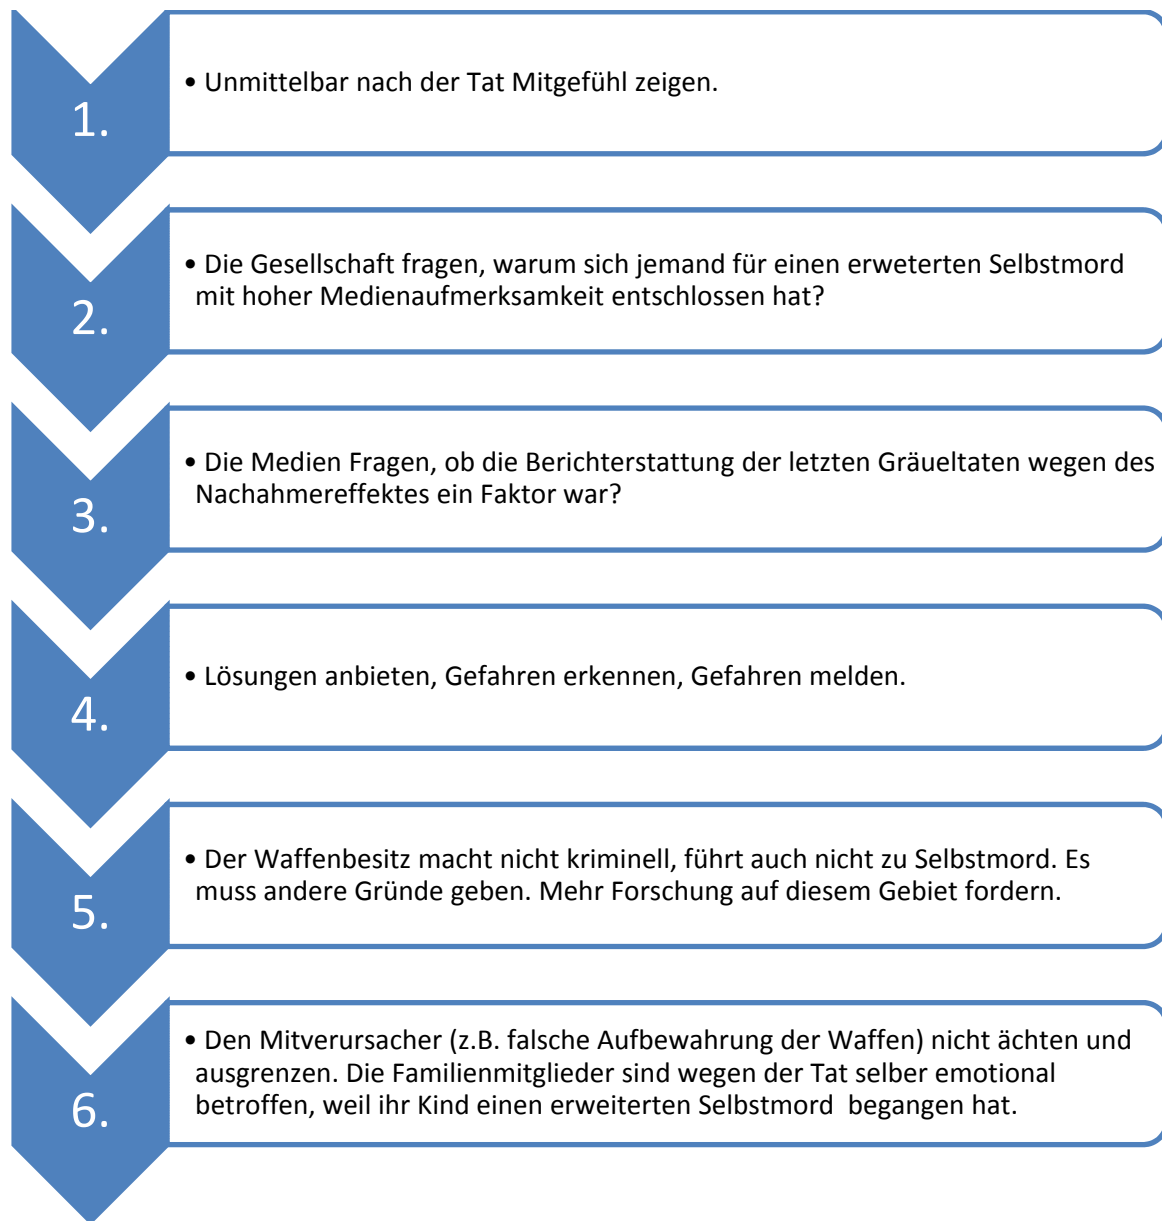 1.
• Unmittelbar nach der Tat Mitgefühl zeigen.
2.
• Die Gesellschaft fragen, warum sich jemand für einen erweterten Selbstmord
mit hoher Medienaufmerksamkeit entschlossen hat?
3.
• Die Medien Fragen, ob die Berichterstattung der letzten Gräueltaten wegen des
Nachahmereffektes ein Faktor war?
4.
• Lösungen anbieten, Gefahren erkennen, Gefahren melden.
5.
• Der Waffenbesitz macht nicht kriminell, führt auch nicht zu Selbstmord. Es
muss andere Gründe geben. Mehr Forschung auf diesem Gebiet fordern.
6.
• Den Mitverursacher (z.B. falsche Aufbewahrung der Waffen) nicht ächten und
ausgrenzen. Die Familienmitglieder sind wegen der Tat selber emotional
betroffen, weil ihr Kind einen erweiterten Selbstmord  begangen hat.